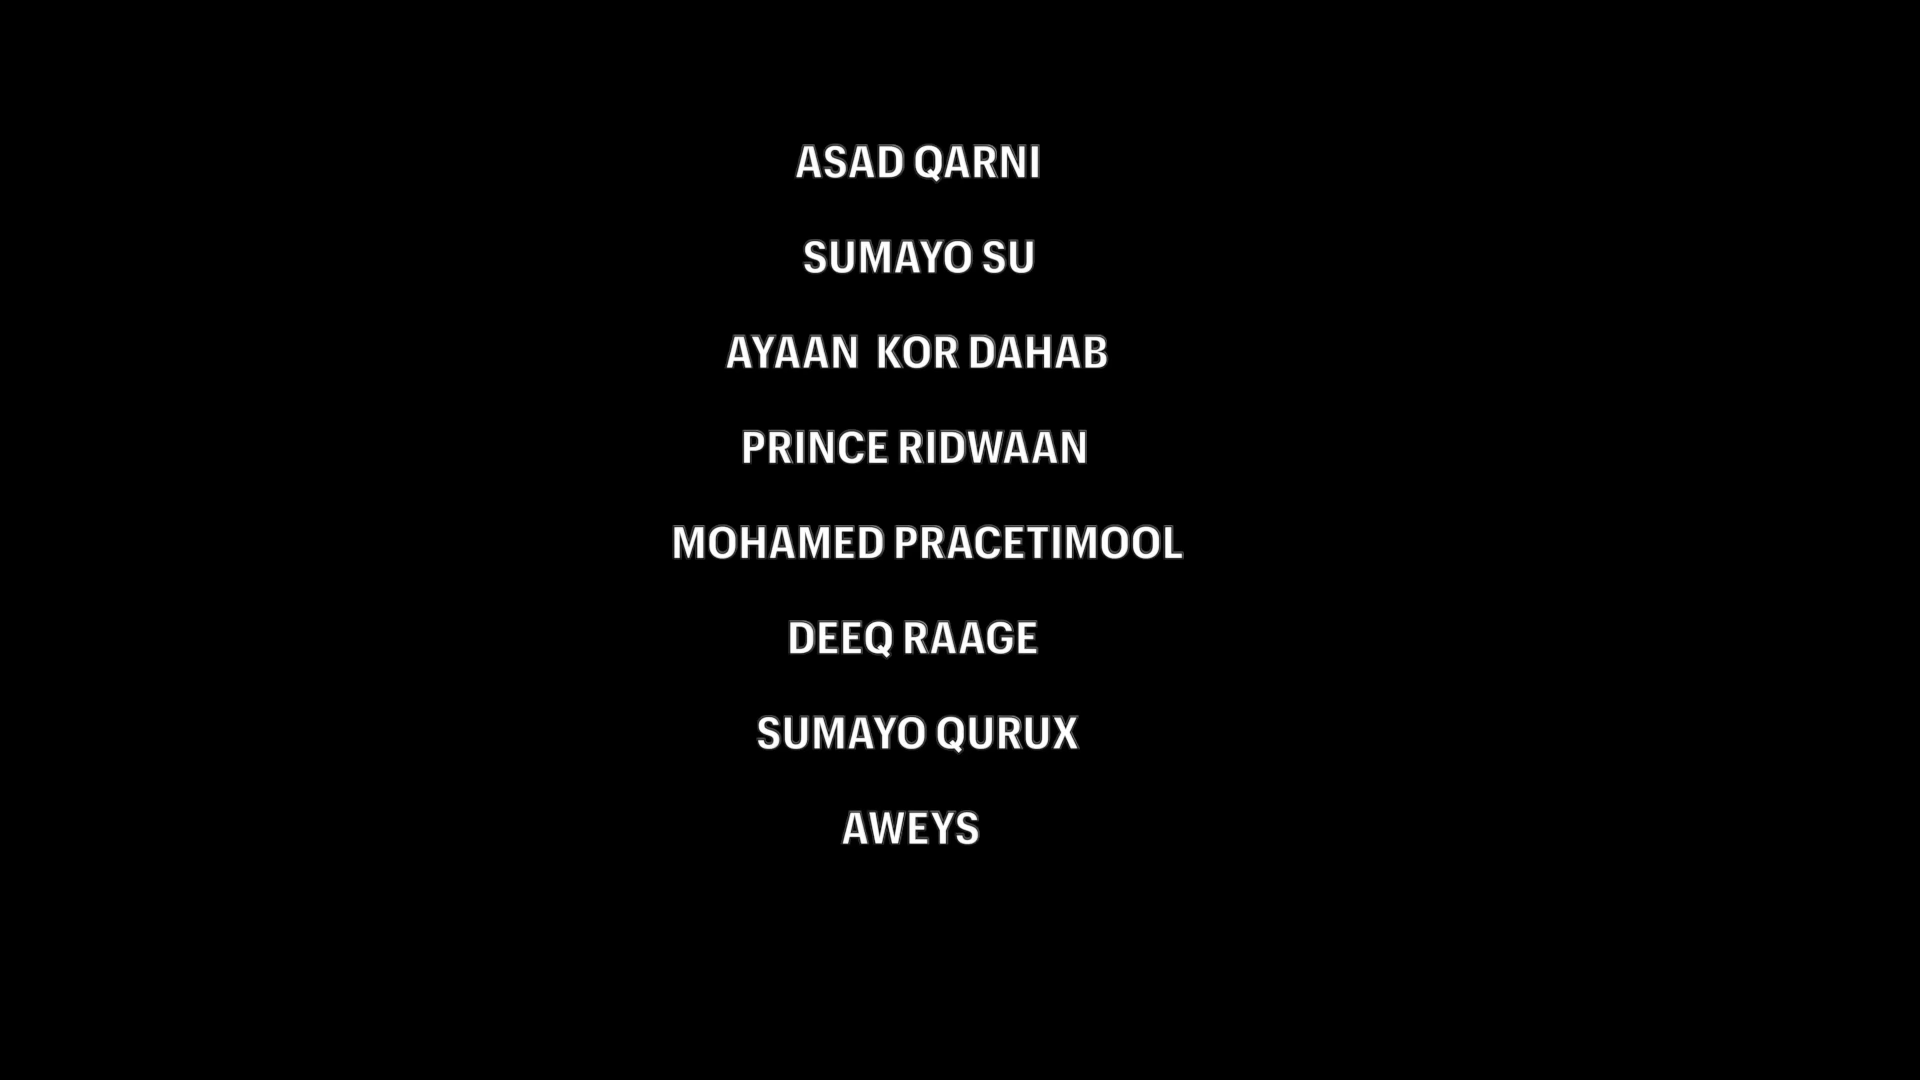 ASAD QARNI
SUMAYO SU
AYAAN  KOR DAHAB
PRINCE RIDWAAN
MOHAMED PRACETIMOOL
DEEQ RAAGE
SUMAYO QURUX
AWEYS